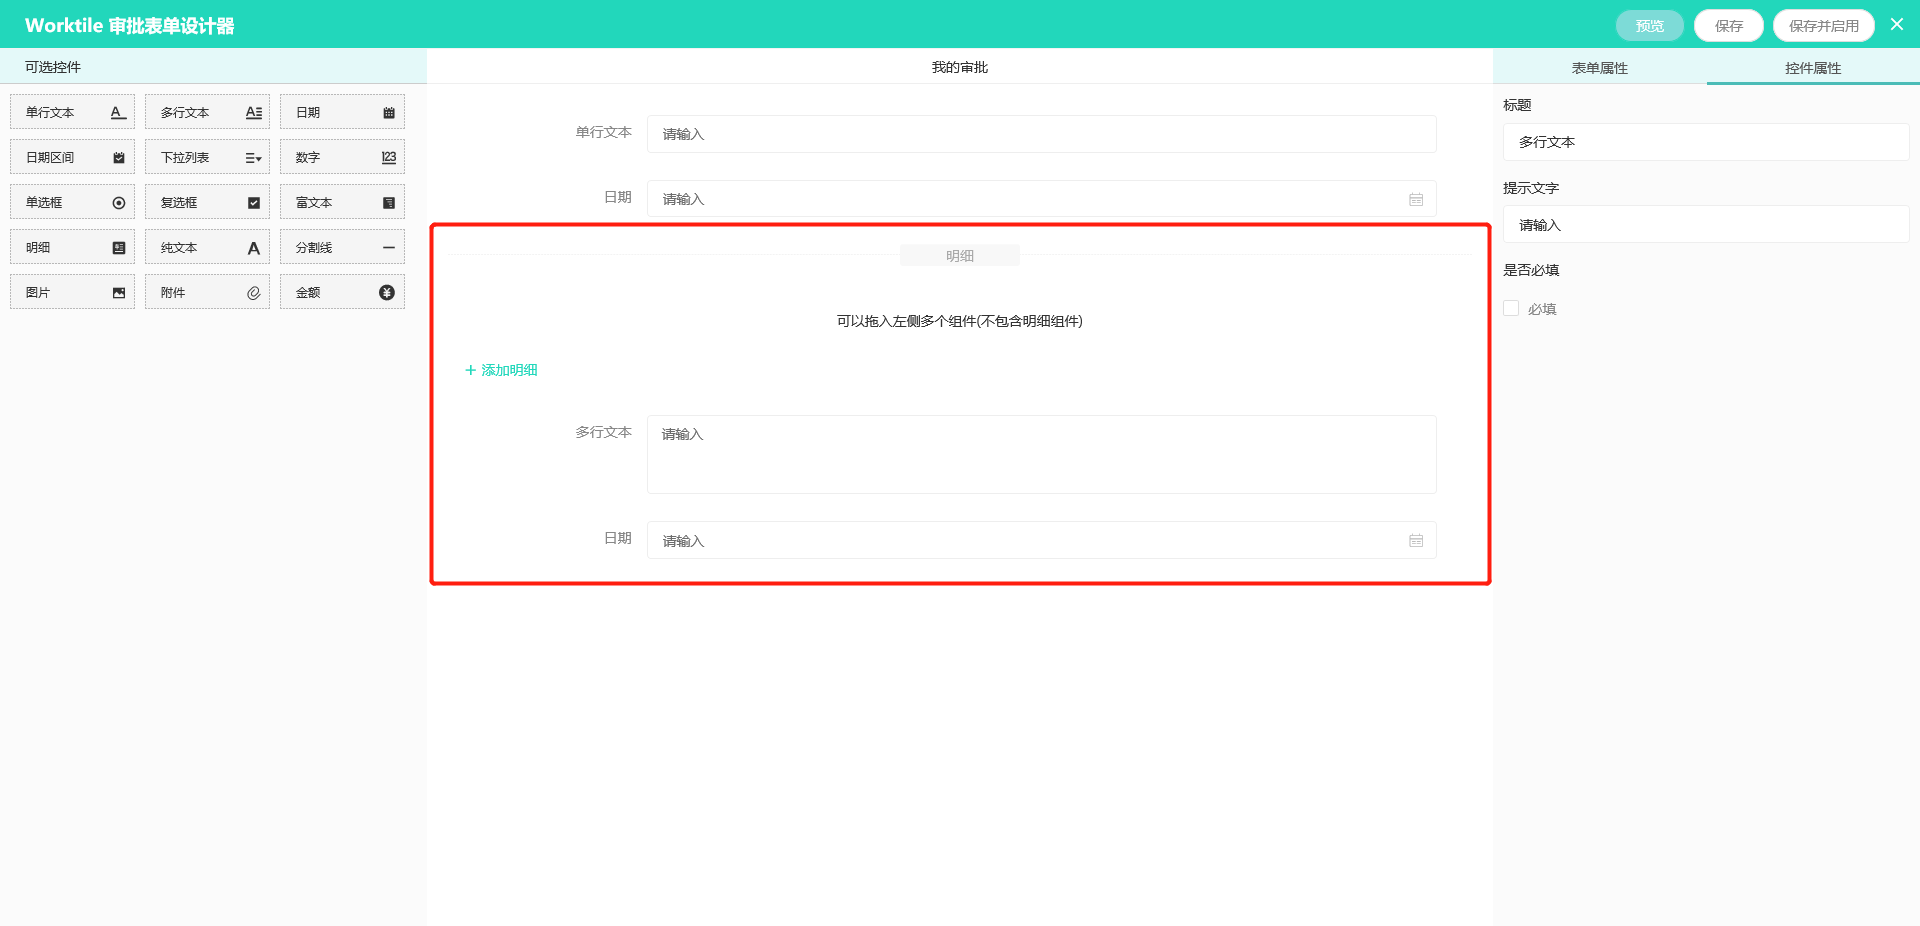 Worktile 审批表单设计器
预览
保存
保存并启用
可选控件
单行文本
多行文本
日期
日期区间
下拉列表
数字
123
单选框
复选框
富文本
明细
纯文本
分割线
图片
附件
金额
我的审批
单行文本
请输入
日期
请输入
明细
可以拖入左侧多个组件(不包含明细组件)
+ 添加明细
多行文本
请输入
日期
请输入
表单属性
控件属性
标题
多行文本
提示文字
请输入
是否必填
必填